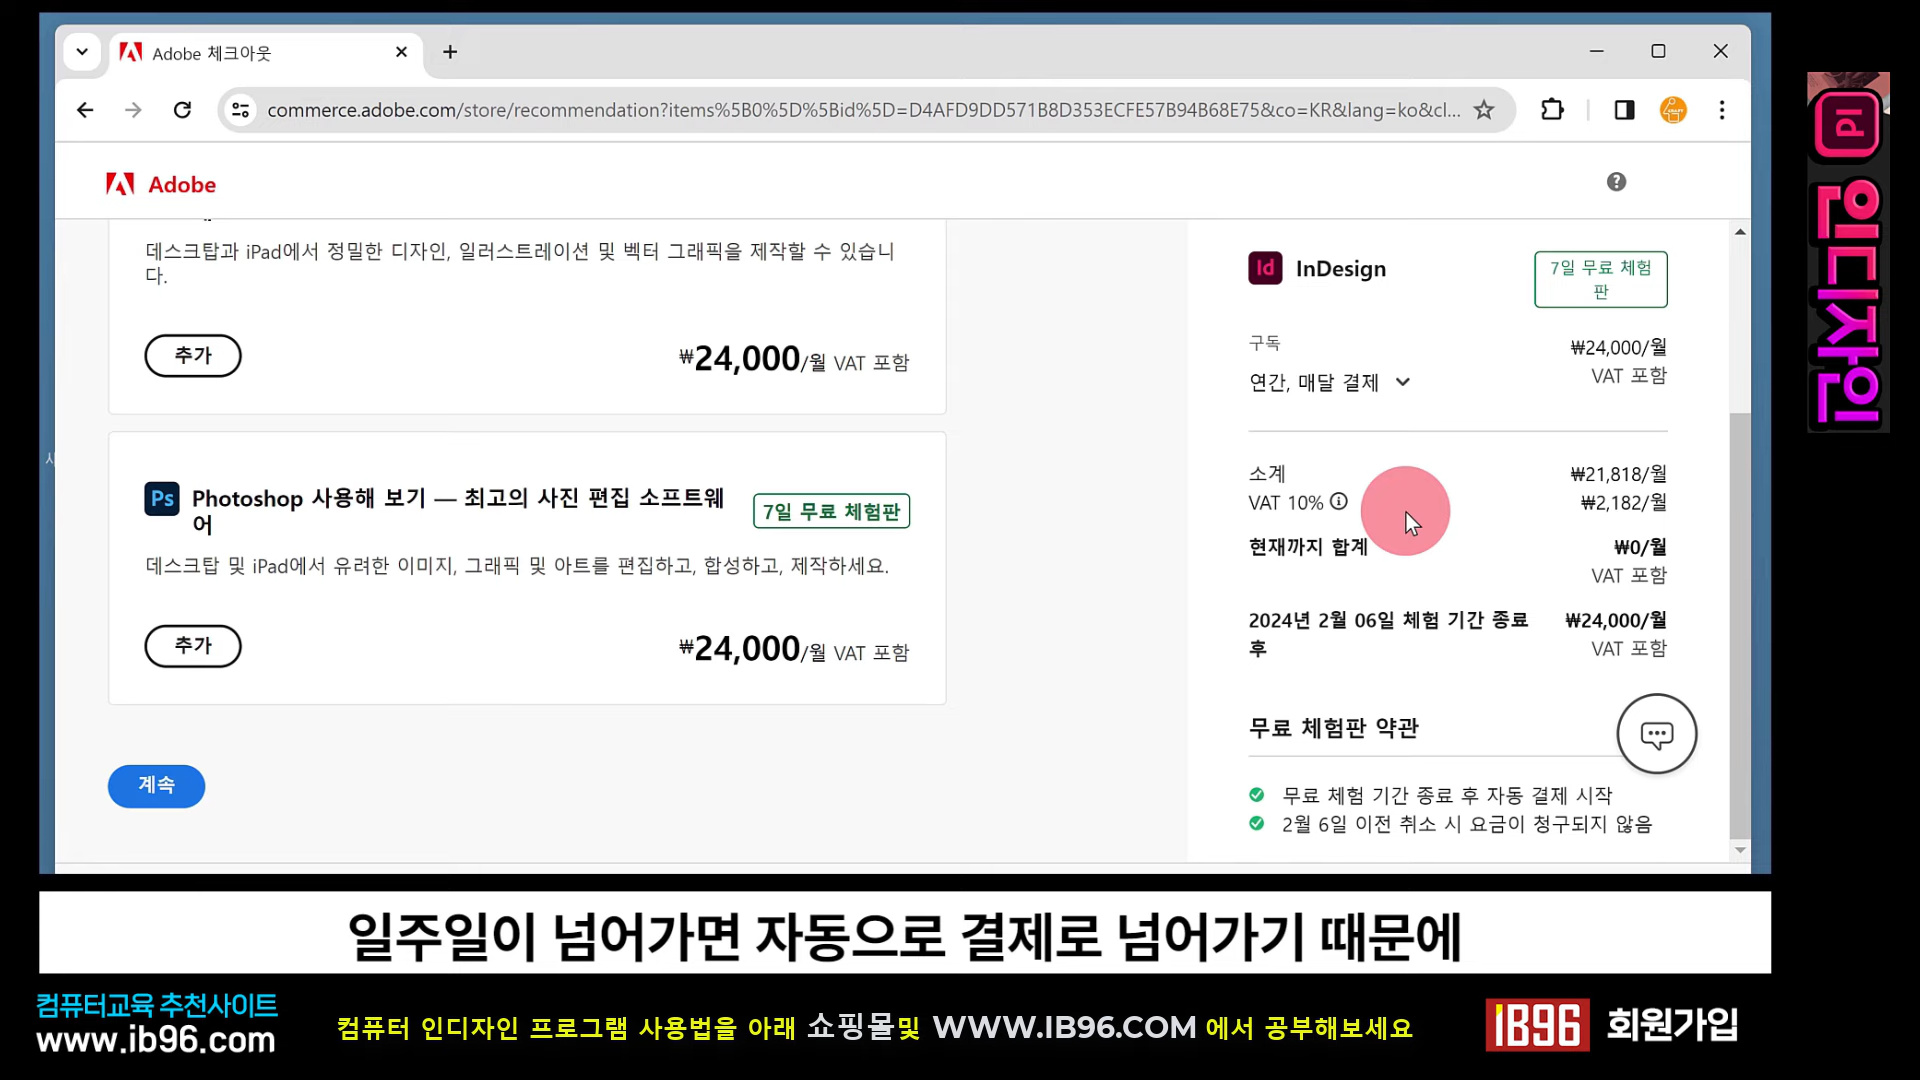 Adobe 체크아웃
commerce.adobe.com/store/recommendation?items%5B0%5D%5Bid%5D=D4AFD9DD571B8D353ECFE57B94B68E75&co=KR&lang=ko&cl...
Adobe
데스크탑과 iPad에서 정밀한 디자인, 일러스트레이션 및 벡터 그래픽을 제작할 수 있습니
다.
추가
₩24,000/월 VAT 포함
Ps
Photoshop 사용해 보기 — 최고의 사진 편집 소프트웨
어
7일 무료 체험판
데스크탑 및 iPad에서 유려한 이미지, 그래픽 및 아트를 편집하고, 합성하고, 제작하세요.
추가
₩24,000/월 VAT 포함
계속
Id
InDesign
7일 무료 체험
판
구독
₩24,000/월
VAT 포함
연간, 매달 결제
소계
₩21,818/월
VAT 10%
₩2,182/월
현재까지 합계
₩0/월
VAT 포함
2024년 2월 06일 체험 기간 종료
후
₩24,000/월
VAT 포함
무료 체험판 약관
무료 체험 기간 종료 후 자동 결제 시작
2월 6일 이전 취소 시 요금이 청구되지 않음
ID
인디자인
일주일이 넘어가면 자동으로 결제로 넘어가기 때문에
컴퓨터교육 추천사이트
www.ib96.com
컴퓨터 인디자인 프로그램 사용법을 아래 쇼핑몰및 WWW.IB96.COM 에서 공부해보세요
IB96
회원가입